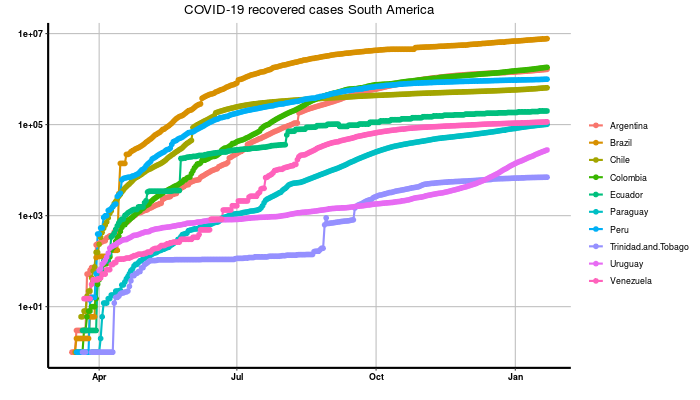 COVID-19 recovered cases South America
1e+07
1e+05
1e+03
1e+01
Apr Jul Oct Jan
Argentina
Brazil
Chile
Colombia
Ecuador
Paraguay
Peru
Trinidad.and.Tobago
Uruguay
Venezuela